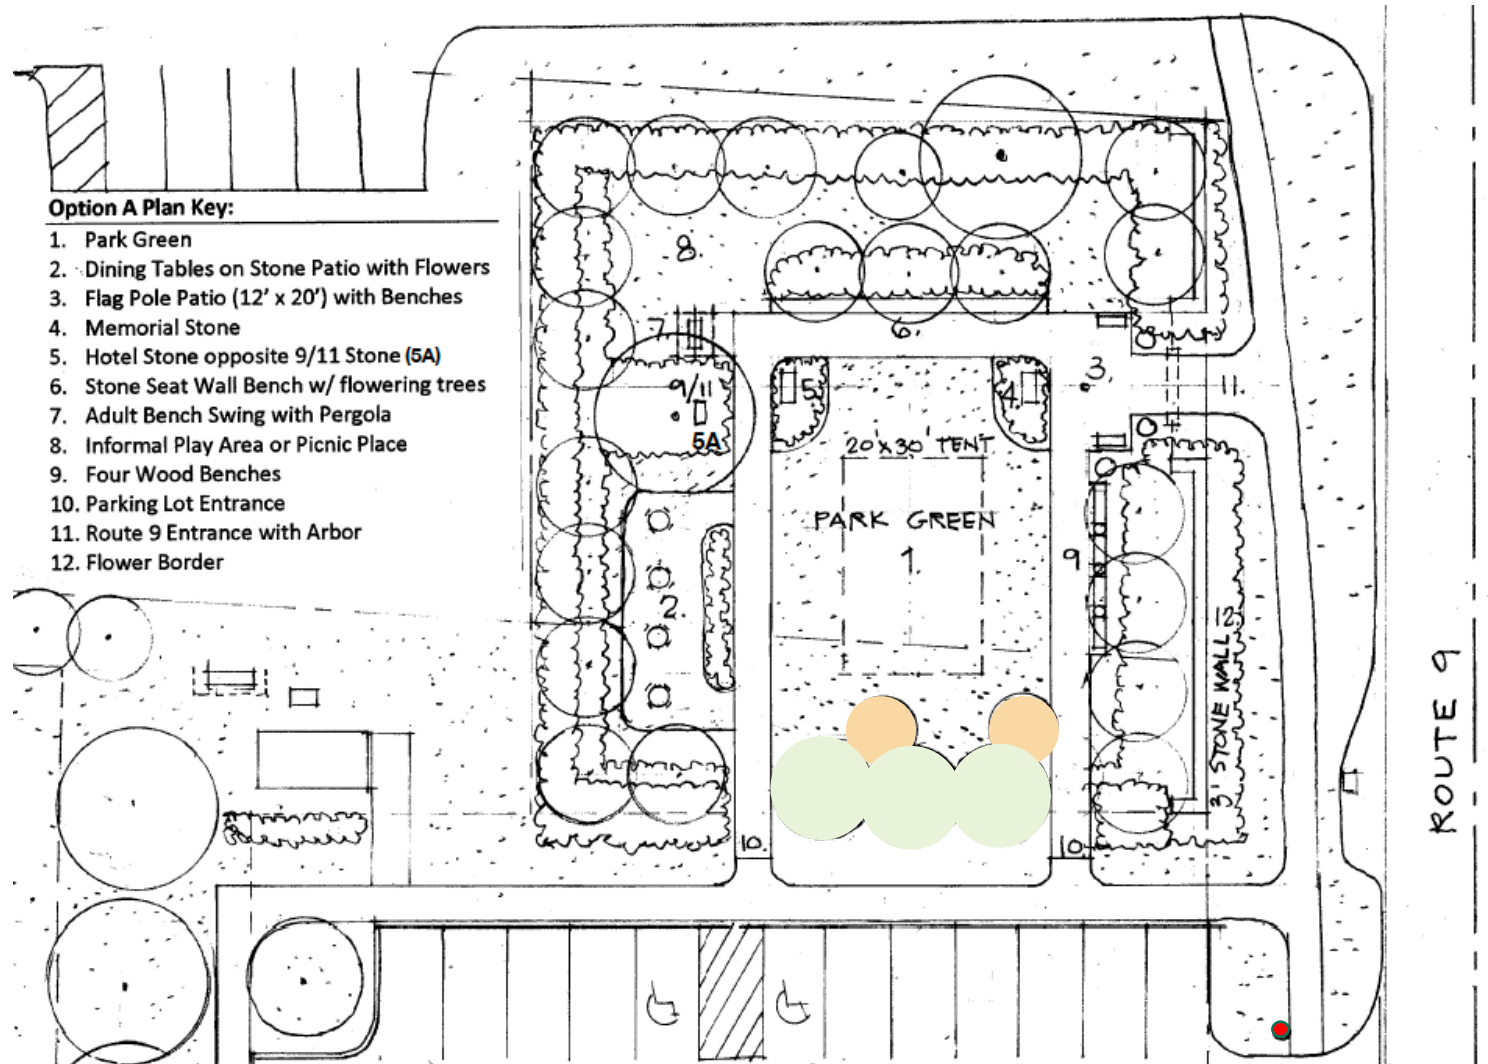 Option A Plan Key:
1. Park Green
2. Dining Tables on Stone Patio with Flowers
3. Flag Pole Patio (12' x 20') with Benches
4. Memorial Stone
5. Hotel Stone opposite 9/11 Stone (5A)
6. Stone Seat Wall Bench w/ flowering trees
7. Adult Bench Swing with Pergola
8. Informal Play Area or Picnic Place
9. Four Wood Benches
10. Parking Lot Entrance
11. Route 9 Entrance with Arbor
12. Flower Border
8.
7.
6.
3.
11.
9/11
5A
5
4.
20'x30' TENT
PARK GREEN
1
9
2.
12
3' STONE WALL
10.
10.
ROUTE 9